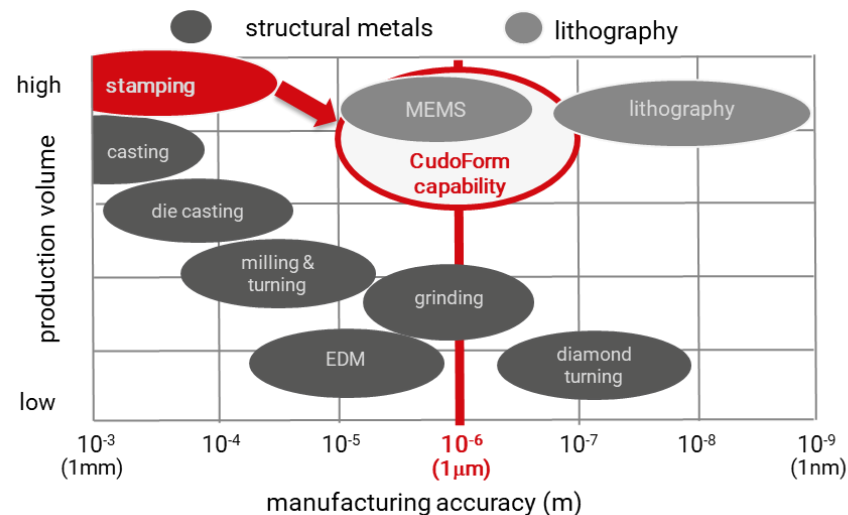 structural metals
lithography
high
stamping
MEMS
lithography
casting
CudoForm
capability
die casting
production volume
milling &
turning
grinding
EDM
diamond
turning
low
10⁻³
(1mm)
10⁻⁴
10⁻⁵
10⁻⁶
(1μm)
10⁻⁷
10⁻⁸
10⁻⁹
(1nm)
manufacturing accuracy (m)